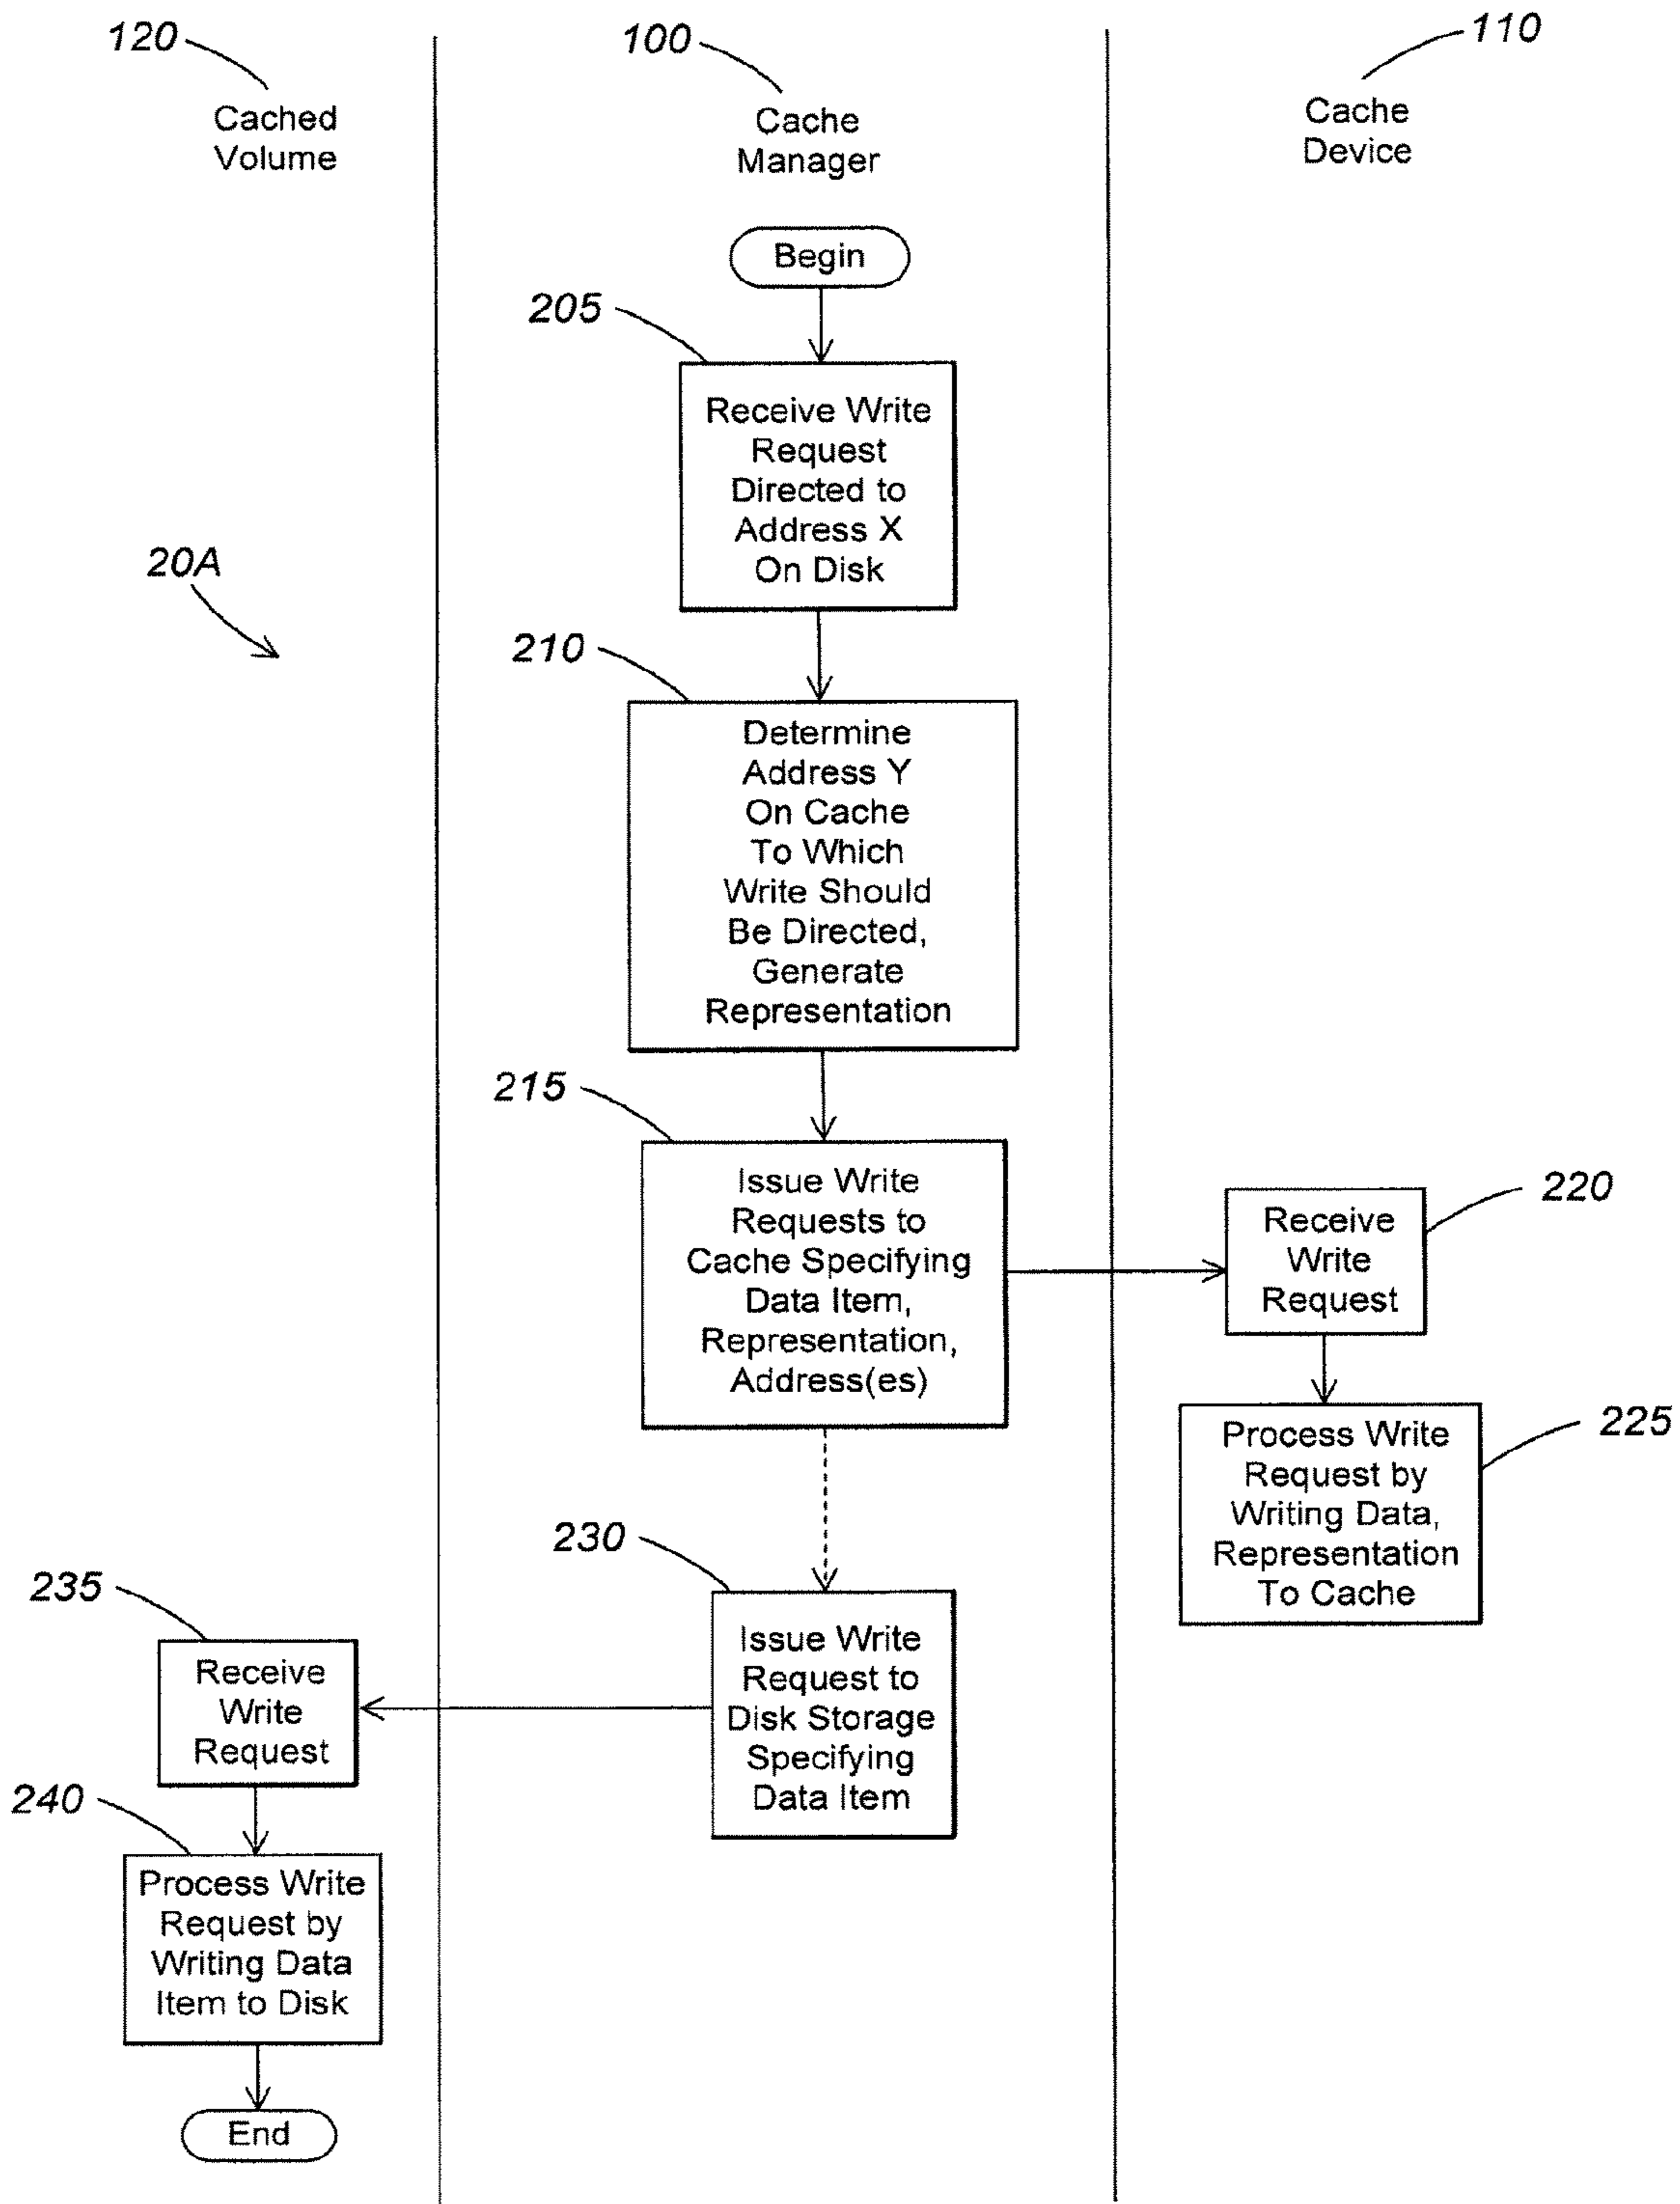 120
100
110
Cached
Volume
Cache
Manager
Cache
Device
Begin
205
Receive Write
Request
Directed to
Address X
On Disk
20A
210
Determine
Address Y
On Cache
To Which
Write Should
Be Directed,
Generate
Representation
215
Issue Write
Requests to
Cache Specifying
Data Item,
Representation,
Address(es)
220
Receive
Write
Request
225
Process Write
Request by
Writing Data,
Representation
To Cache
230
Issue Write
Request to
Disk Storage
Specifying
Data Item
235
Receive
Write
Request
240
Process Write
Request by
Writing Data
Item to Disk
End